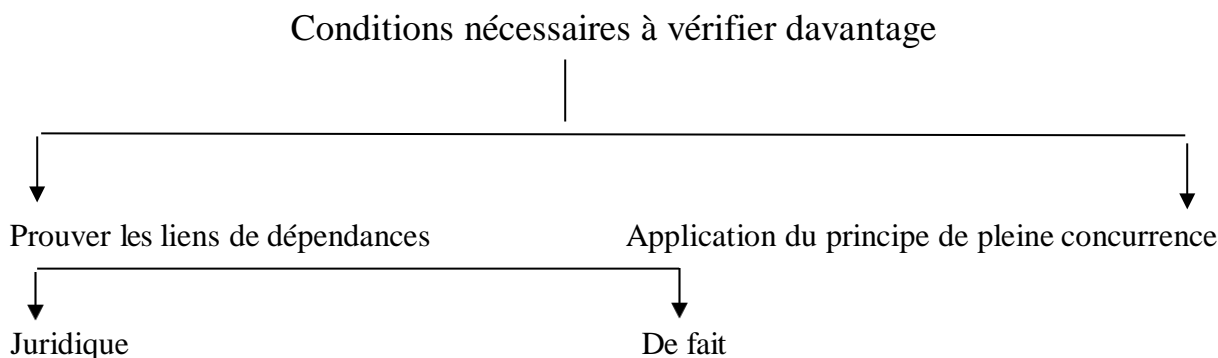 Conditions nécessaires à vérifier davantage
Prouver les liens de dépendances
Application du principe de pleine concurrence
Juridique
De fait